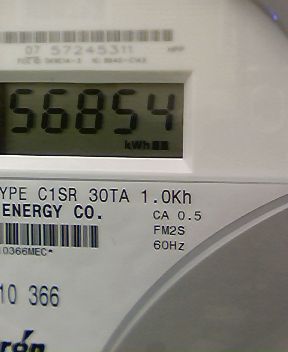 07 57245311
56854
kWh
YPE C1SR 30TA 1.0Kh
ENERGY CO.
CA 0.5
FM2S
60Hz
0366MEC*
10 366
rón